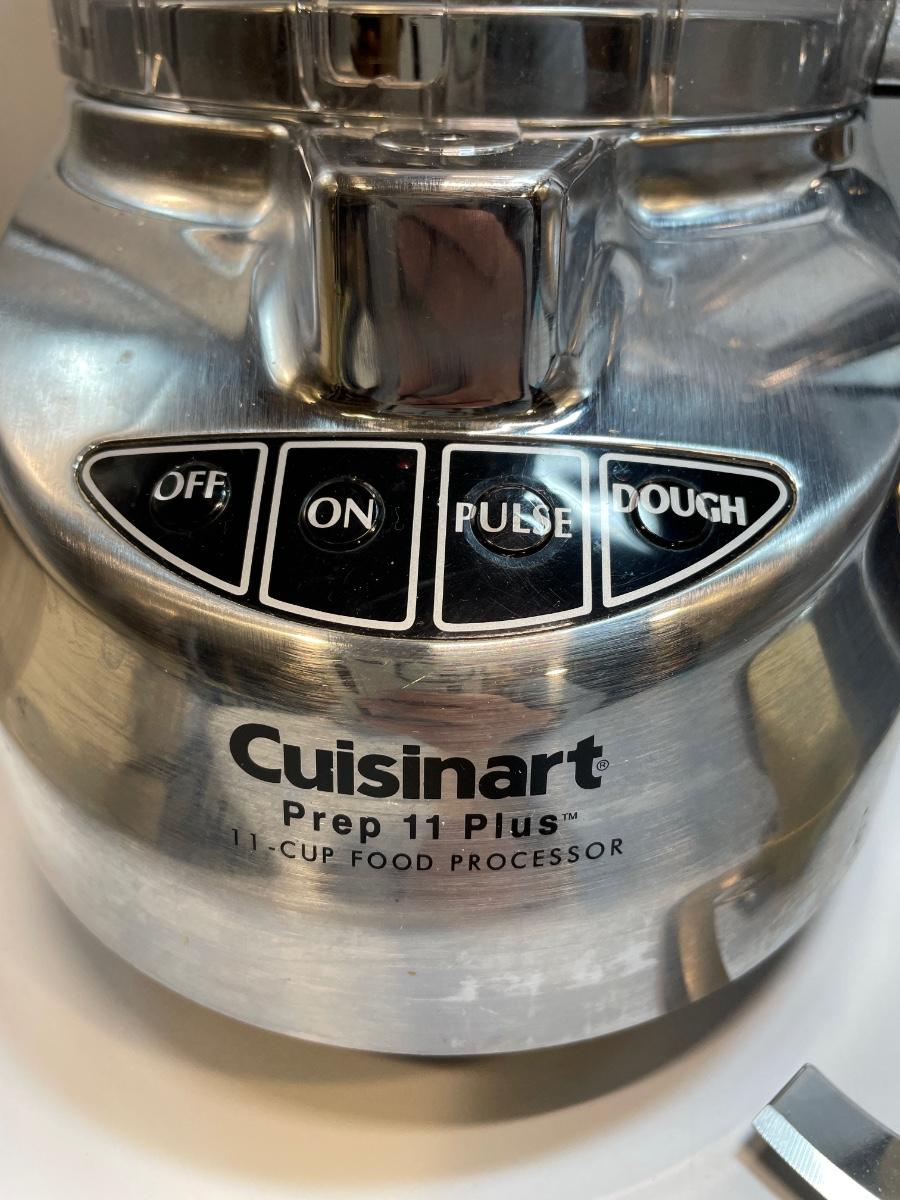 OFF ON PULSE DOUGH
Cuisinart®
Prep 11 Plus™
11-CUP FOOD PROCESSOR